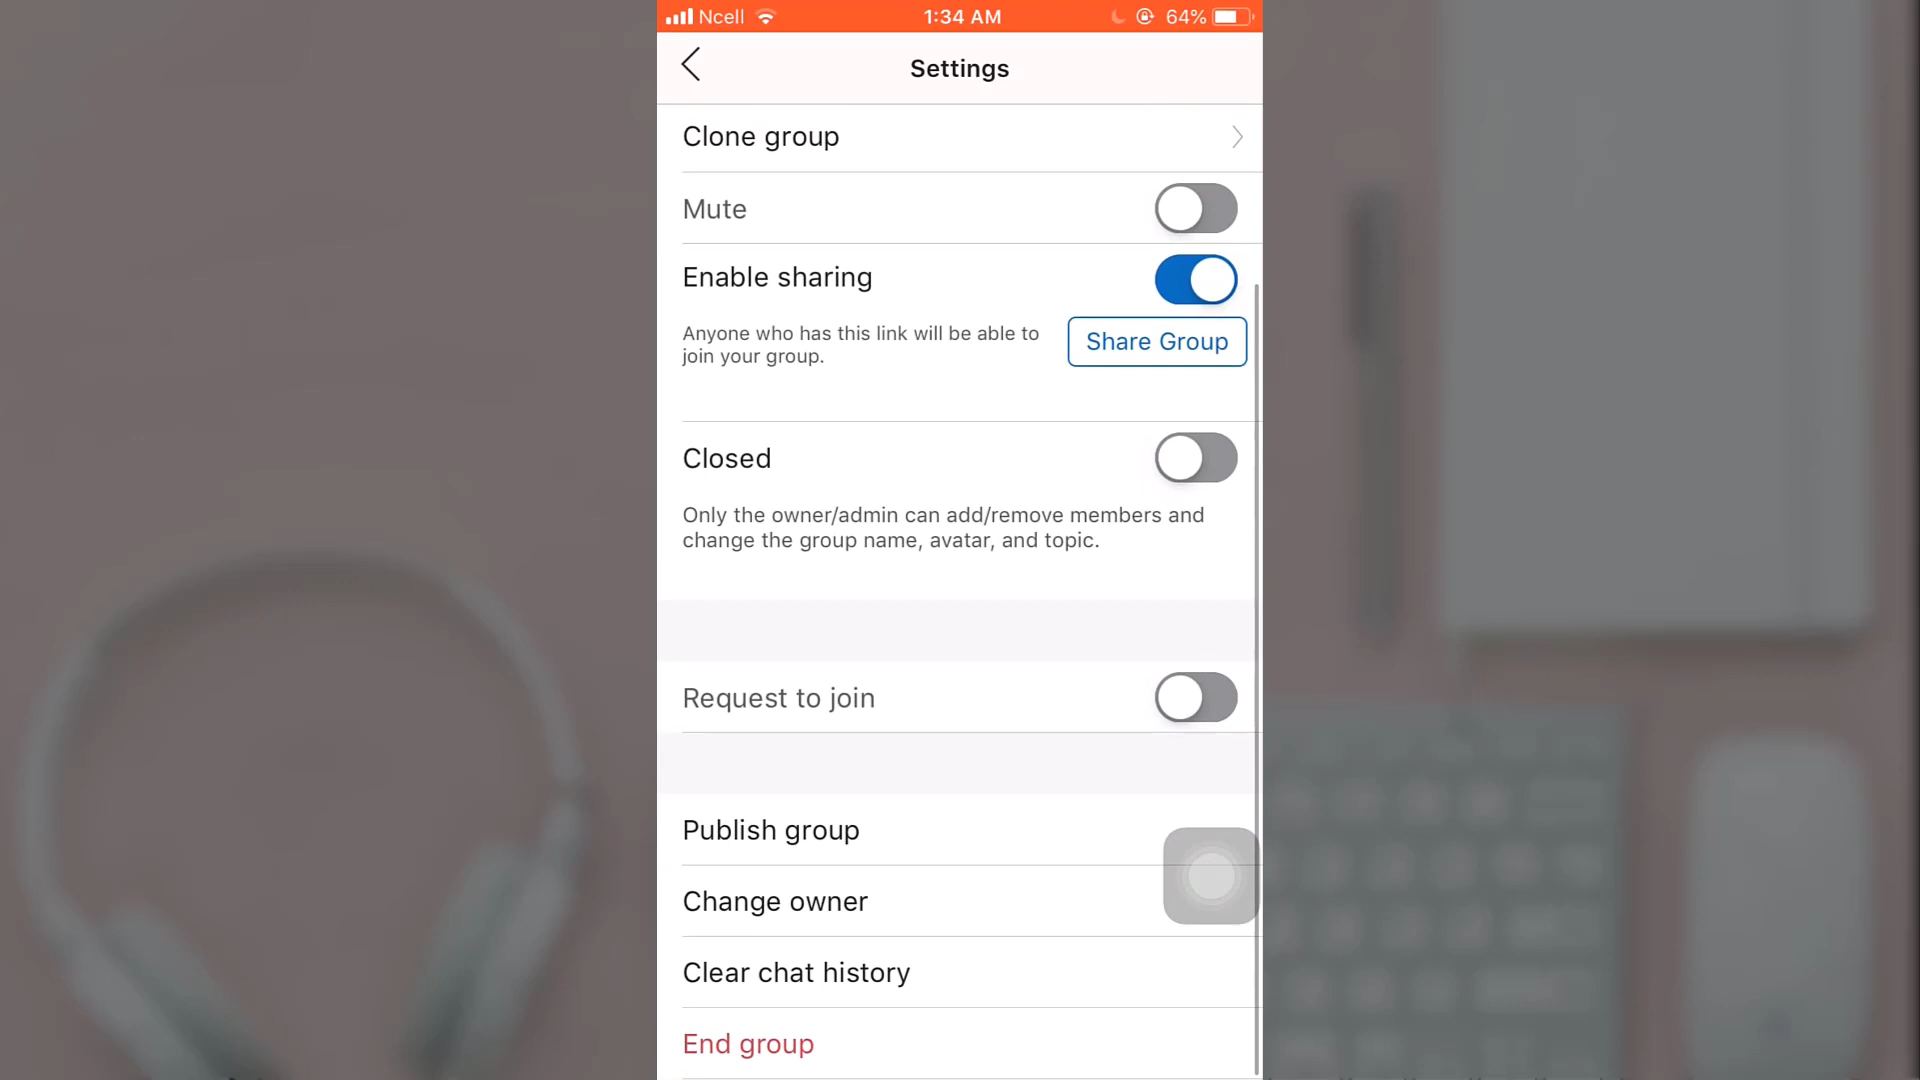 Ncell 1:34 AM 64%
Settings
Clone group
Mute
Enable sharing
Anyone who has this link will be able to
join your group.
Share Group
Closed
Only the owner/admin can add/remove members and
change the group name, avatar, and topic.
Request to join
Publish group
Change owner
Clear chat history
End group